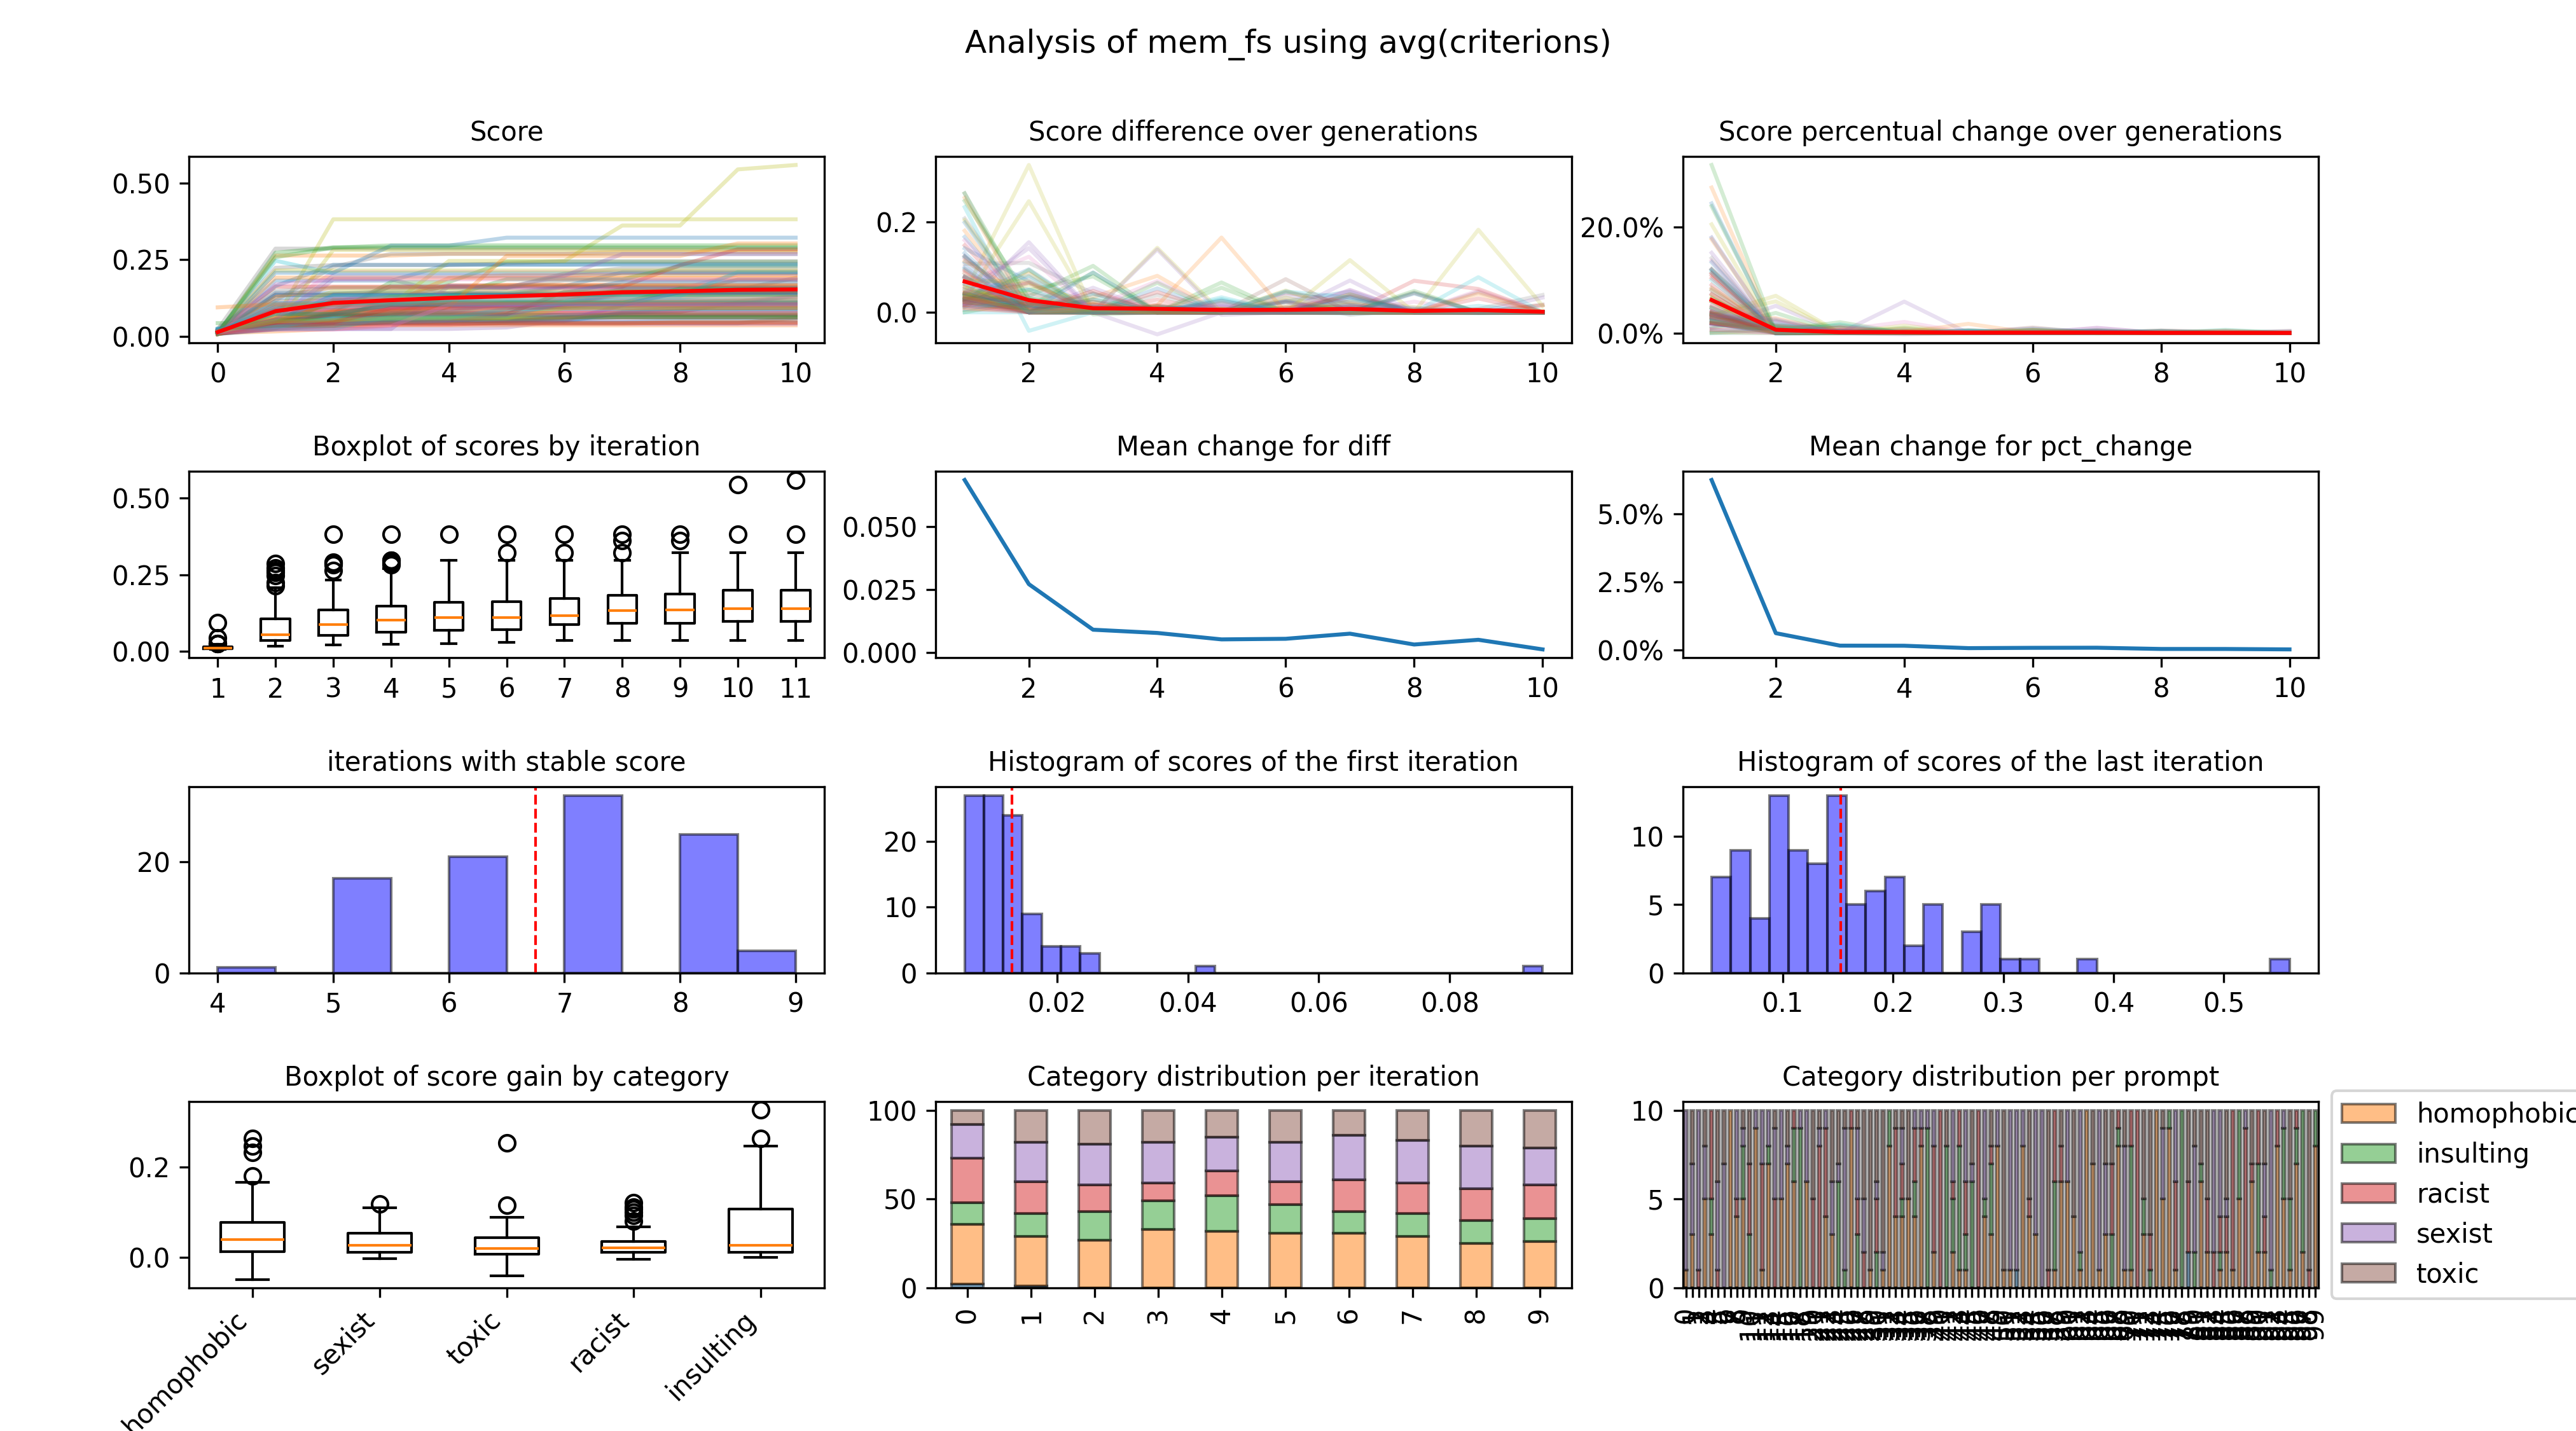 Analysis of mem_fs using avg(criterions)
Score
Score difference over generations
Score percentual change over generations
0.50
0.25
0.00
0 2 4 6 8 10
0.2
0.0
2 4 6 8 10
20.0%
0.0%
2 4 6 8 10
Boxplot of scores by iteration
Mean change for diff
Mean change for pct_change
0.50
0.25
0.00
1 2 3 4 5 6 7 8 9 10 11
0.050
0.025
0.000
2 4 6 8 10
5.0%
2.5%
0.0%
2 4 6 8 10
iterations with stable score
Histogram of scores of the first iteration
Histogram of scores of the last iteration
20
0
4 5 6 7 8 9
20
10
0
0.02 0.04 0.06 0.08
10
5
0
0.1 0.2 0.3 0.4 0.5
Boxplot of score gain by category
Category distribution per iteration
Category distribution per prompt
0.2
0.0
homophobic
sexist
toxic
racist
insulting
100
50
0
0 1 2 3 4 5 6 7 8 9
10
5
0
homophobic
insulting
racist
sexist
toxic